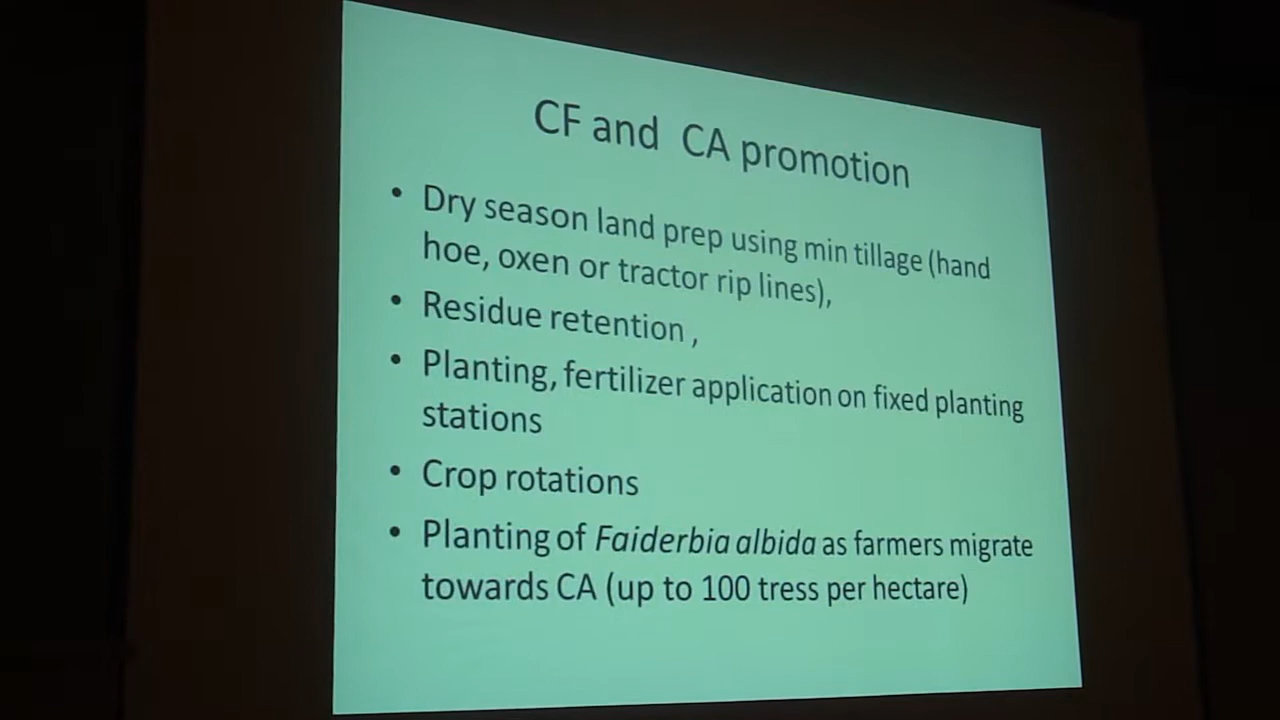 CF and CA promotion
• Dry season land prep using min tillage (hand
hoe, oxen or tractor rip lines),
• Residue retention ,
• Planting, fertilizer application on fixed planting
stations
• Crop rotations
• Planting of Faiderbia albida as farmers migrate
towards CA (up to 100 tress per hectare)